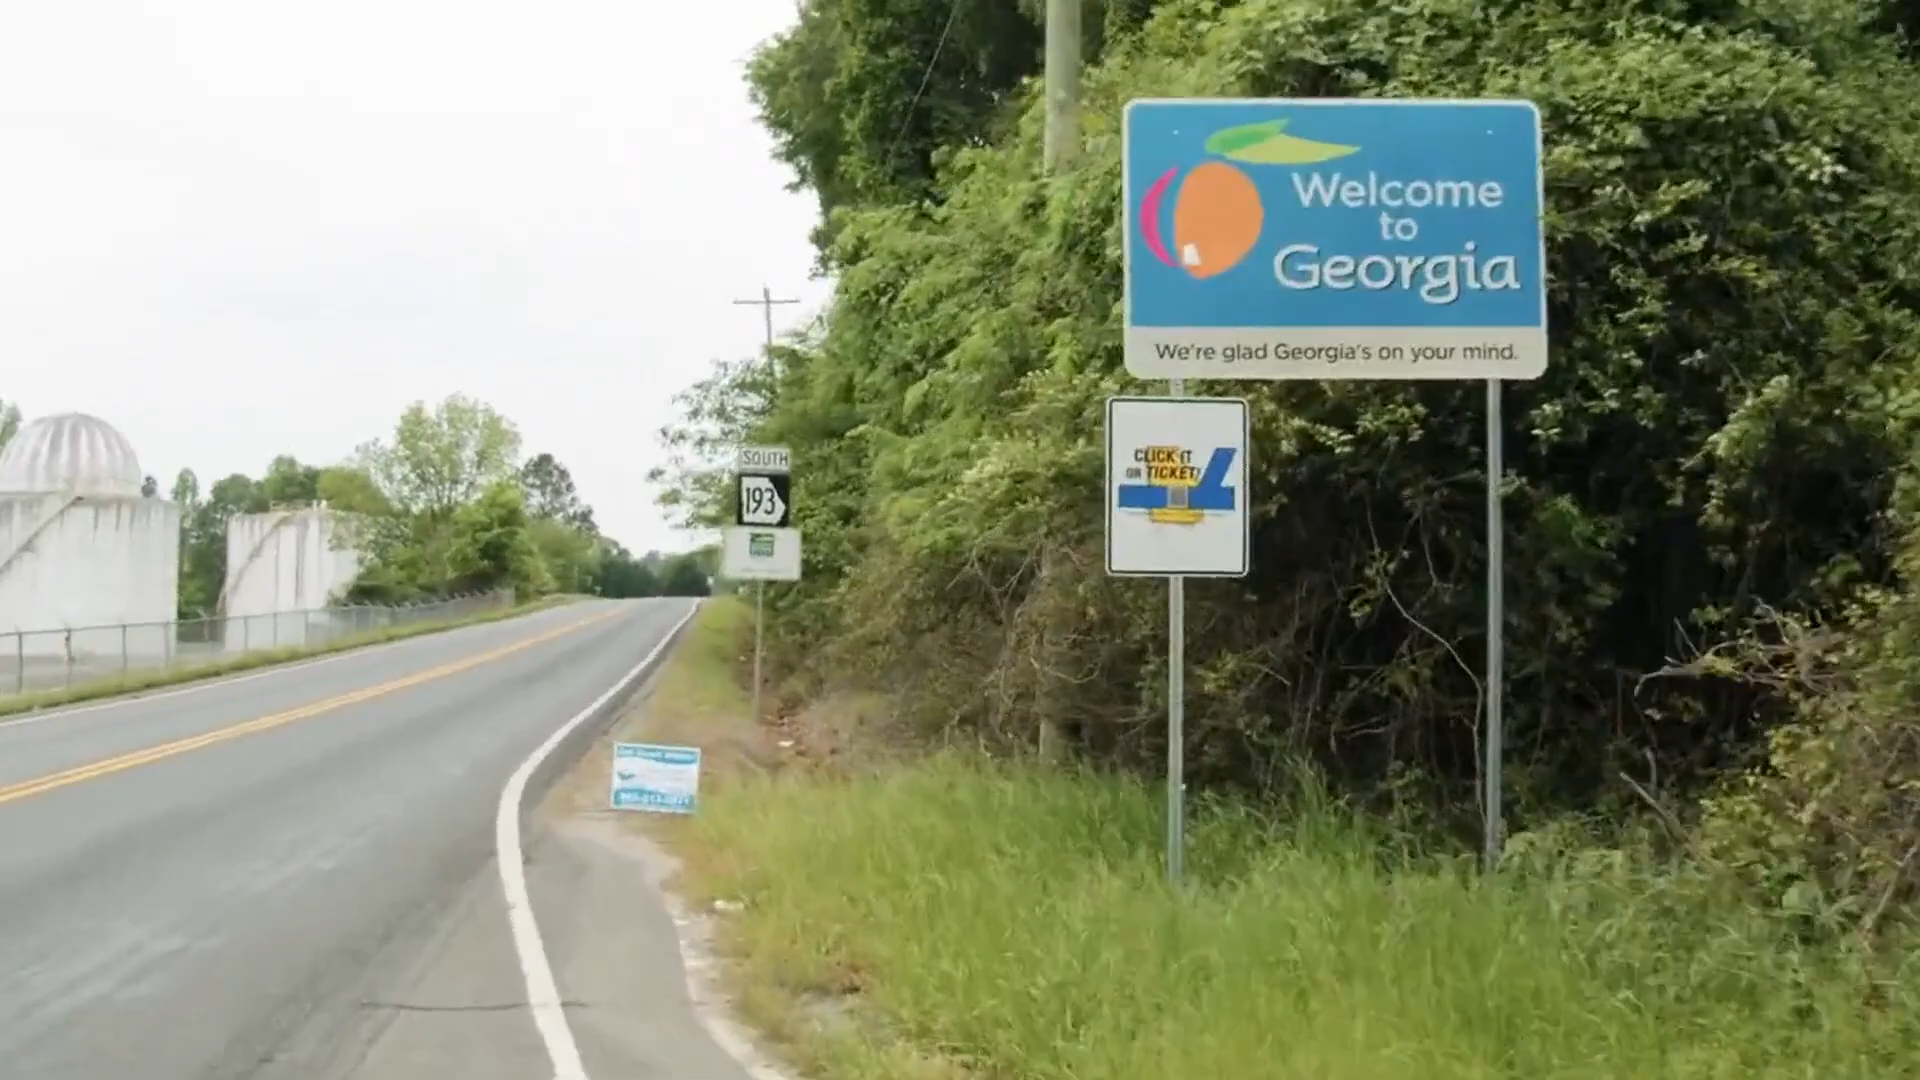 Welcome
to
Georgia
We're glad Georgia's on your mind.
CLICK IT
OR TICKET!
SOUTH
193